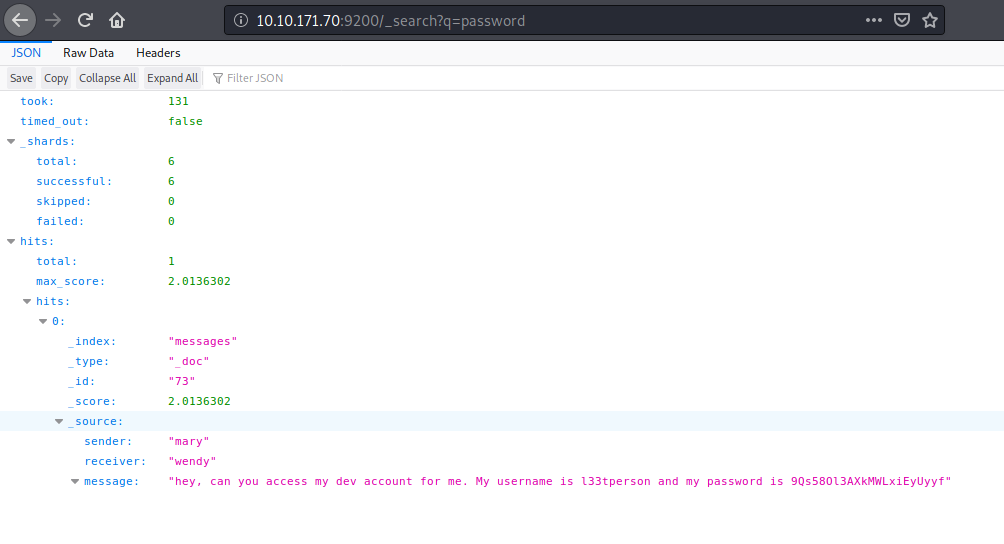 10.10.171.70:9200/_search?q=password
JSON Raw Data Headers
Save Copy Collapse All Expand All Filter JSON
took: 131
timed_out: false
_shards:
total: 6
successful: 6
skipped: 0
failed: 0
hits:
total: 1
max_score: 2.0136302
hits:
0:
_index: "messages"
_type: "_doc"
_id: "73"
_score: 2.0136302
_source:
sender: "mary"
receiver: "wendy"
message: "hey, can you access my dev account for me. My username is l33tperson and my password is 9Qs58Ol3AXkMWLxiEyUyyf"